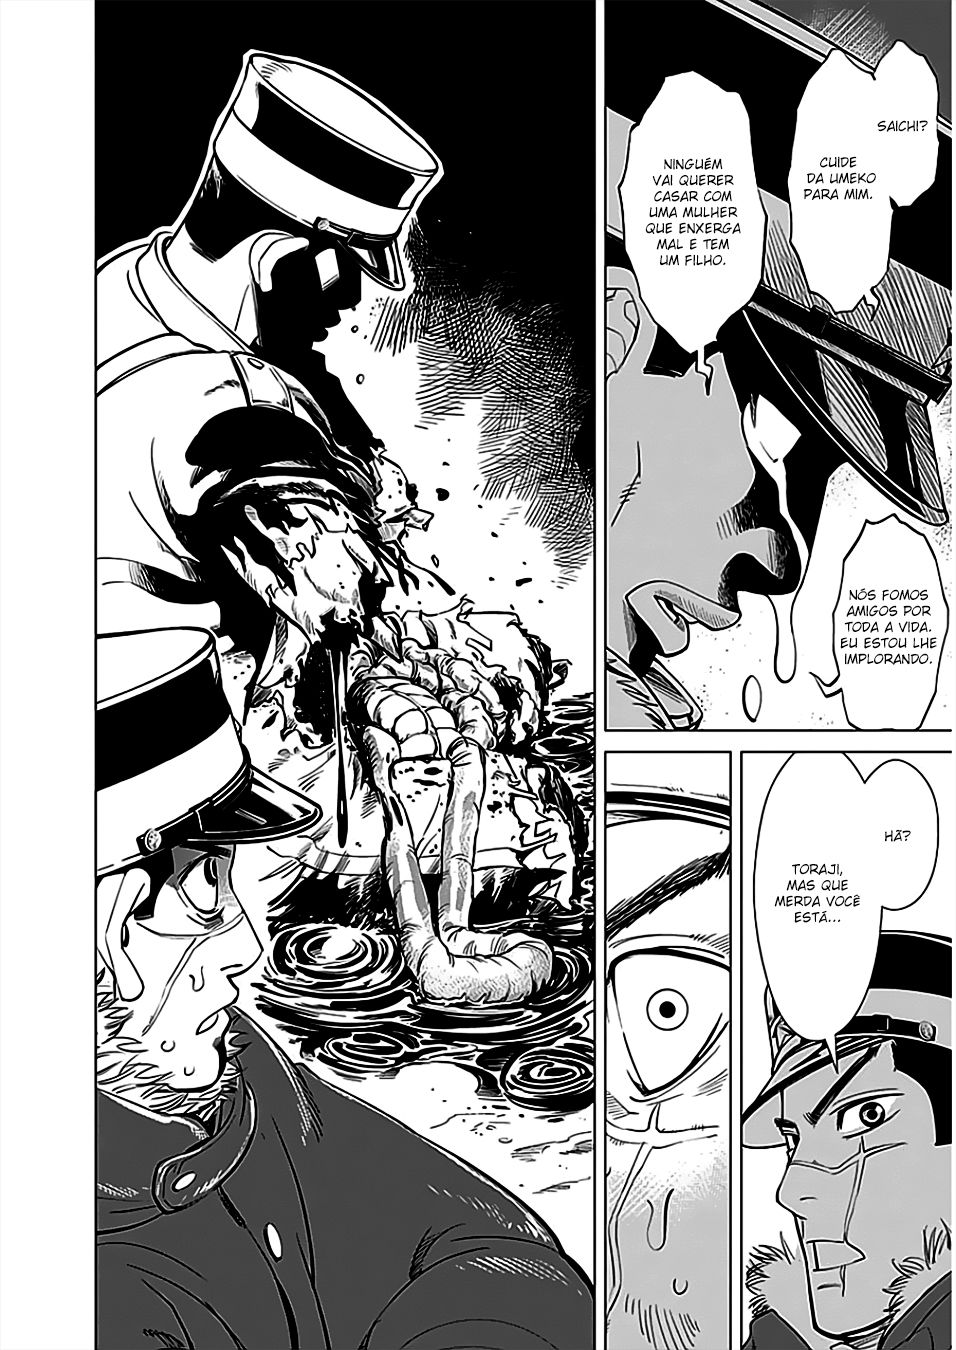 SAICHI?
CUIDE
DA UMEKO
PARA MIM.
NINGUÉM
VAI QUERER
CASAR COM
UMA MULHER
QUE ENXERGA
MAL E TEM
UM FILHO.
NÓS FOMOS
AMIGOS POR
TODA A VIDA.
EU ESTOU LHE
IMPLORANDO.
HÃ?
TORAJI,
MAS QUE
MERDA VOCÊ
ESTÃ...